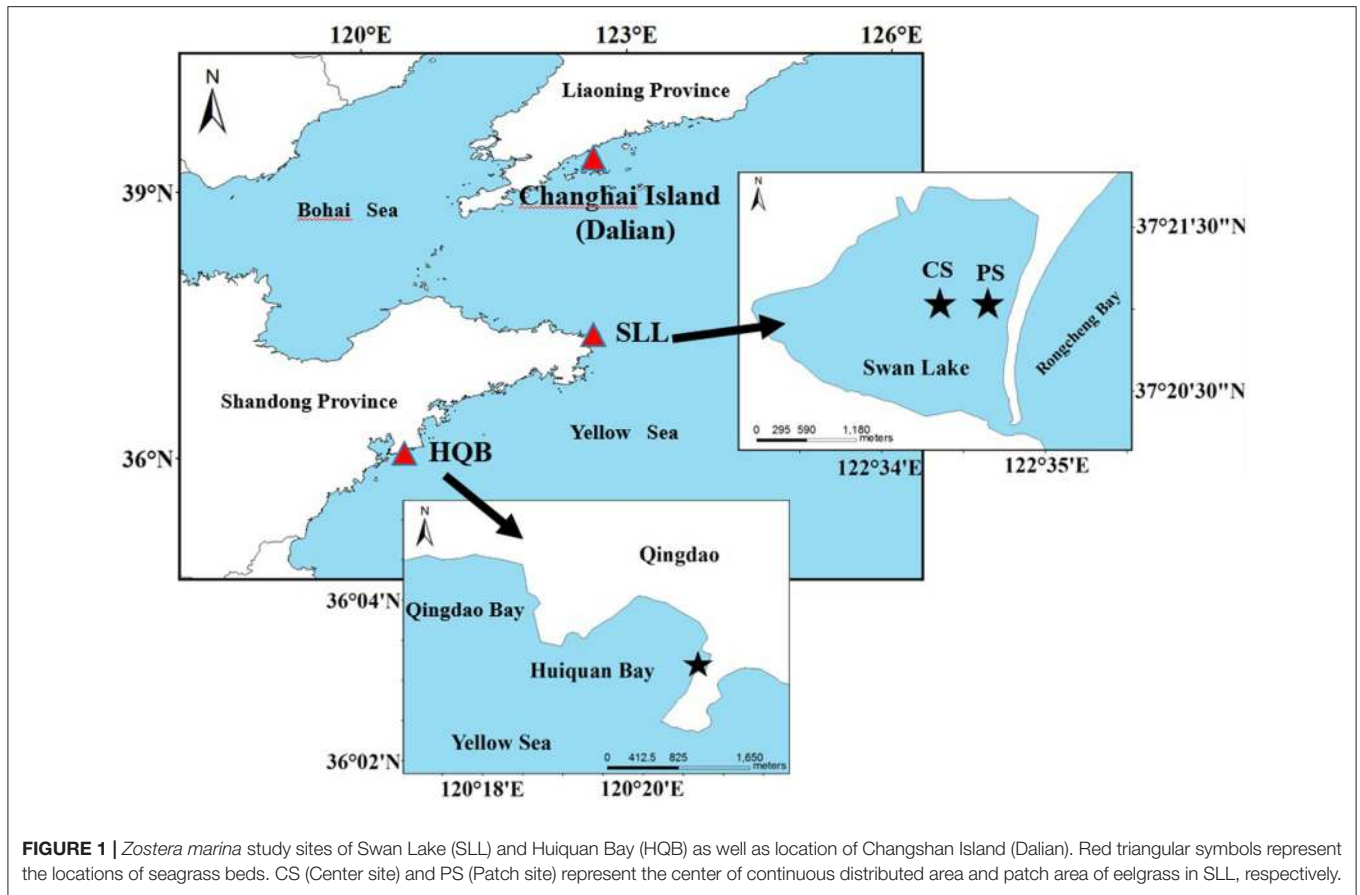 120°E
123°E
126°E
N
Liaoning Province
39°N
Bohai Sea
Changhai Island
(Dalian)
N
37°21'30"N
CS
PS
SLL
Rongcheng Bay
Swan Lake
37°20'30"N
Shandong Province
0 295 590 1,180
meters
Yellow Sea
36°N
HQB
122°34'E
122°35'E
N
Qingdao
36°04'N
Qingdao Bay
Huiquan Bay
Yellow Sea
0 412.5 825 1,650
meters
36°02'N
120°18'E
120°20'E
FIGURE 1 | Zostera marina study sites of Swan Lake (SLL) and Huiquan Bay (HQB) as well as location of Changshan Island (Dalian). Red triangular symbols represent
the locations of seagrass beds. CS (Center site) and PS (Patch site) represent the center of continuous distributed area and patch area of eelgrass in SLL, respectively.